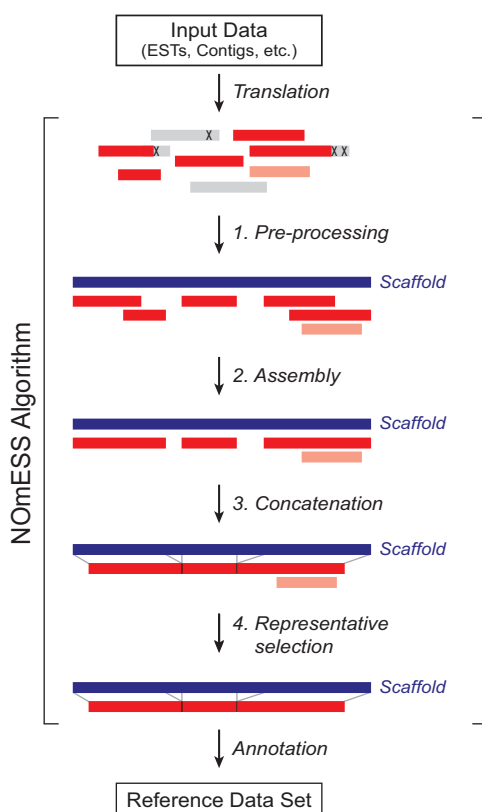 Input Data
(ESTs, Contigs, etc.)
Translation
X
X
X X
1. Pre-processing
Scaffold
2. Assembly
Scaffold
3. Concatenation
Scaffold
4. Representative
selection
Scaffold
Annotation
Reference Data Set
NOmESS Algorithm